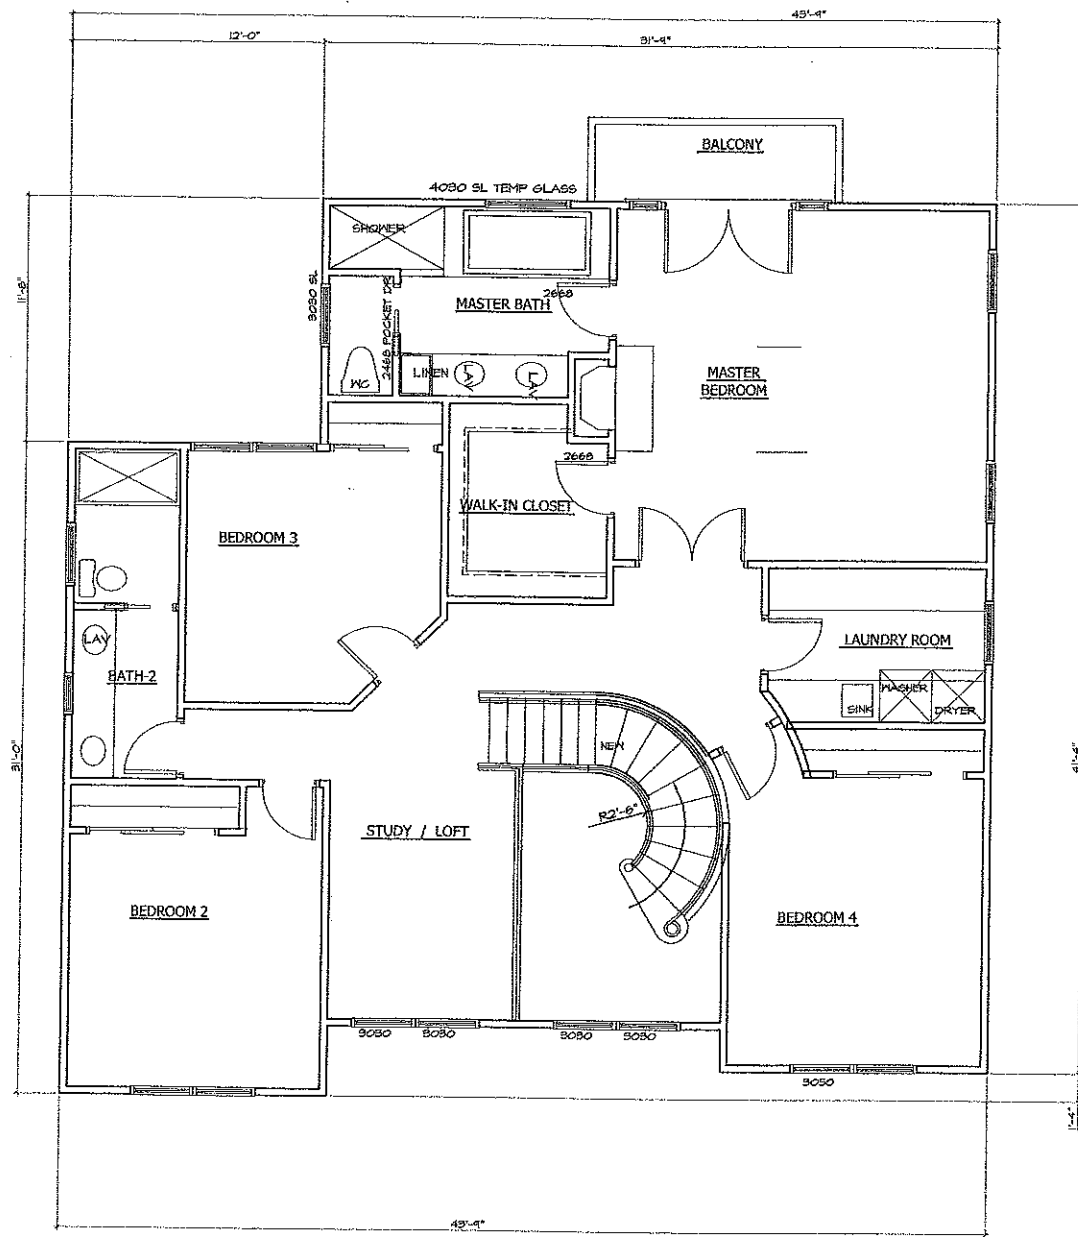 43'-9"
12'-0"
31'-9"
BALCONY
4030 SL TEMP GLASS
SHOWER
3030 SL
11'-8"
2668
MASTER BATH
2468 POCKET DR
WC
LINEN
LAV
LAV
MASTER
BEDROOM
2668
WALK-IN CLOSET
BEDROOM 3
LAV
BATH-2
LAUNDRY ROOM
WASHER
SINK
DRYER
31'-0"
41'-4"
R2'-6"
STUDY / LOFT
BEDROOM 2
BEDROOM 4
3030
3030
3030
3030
3050
1'-4"
43'-9"